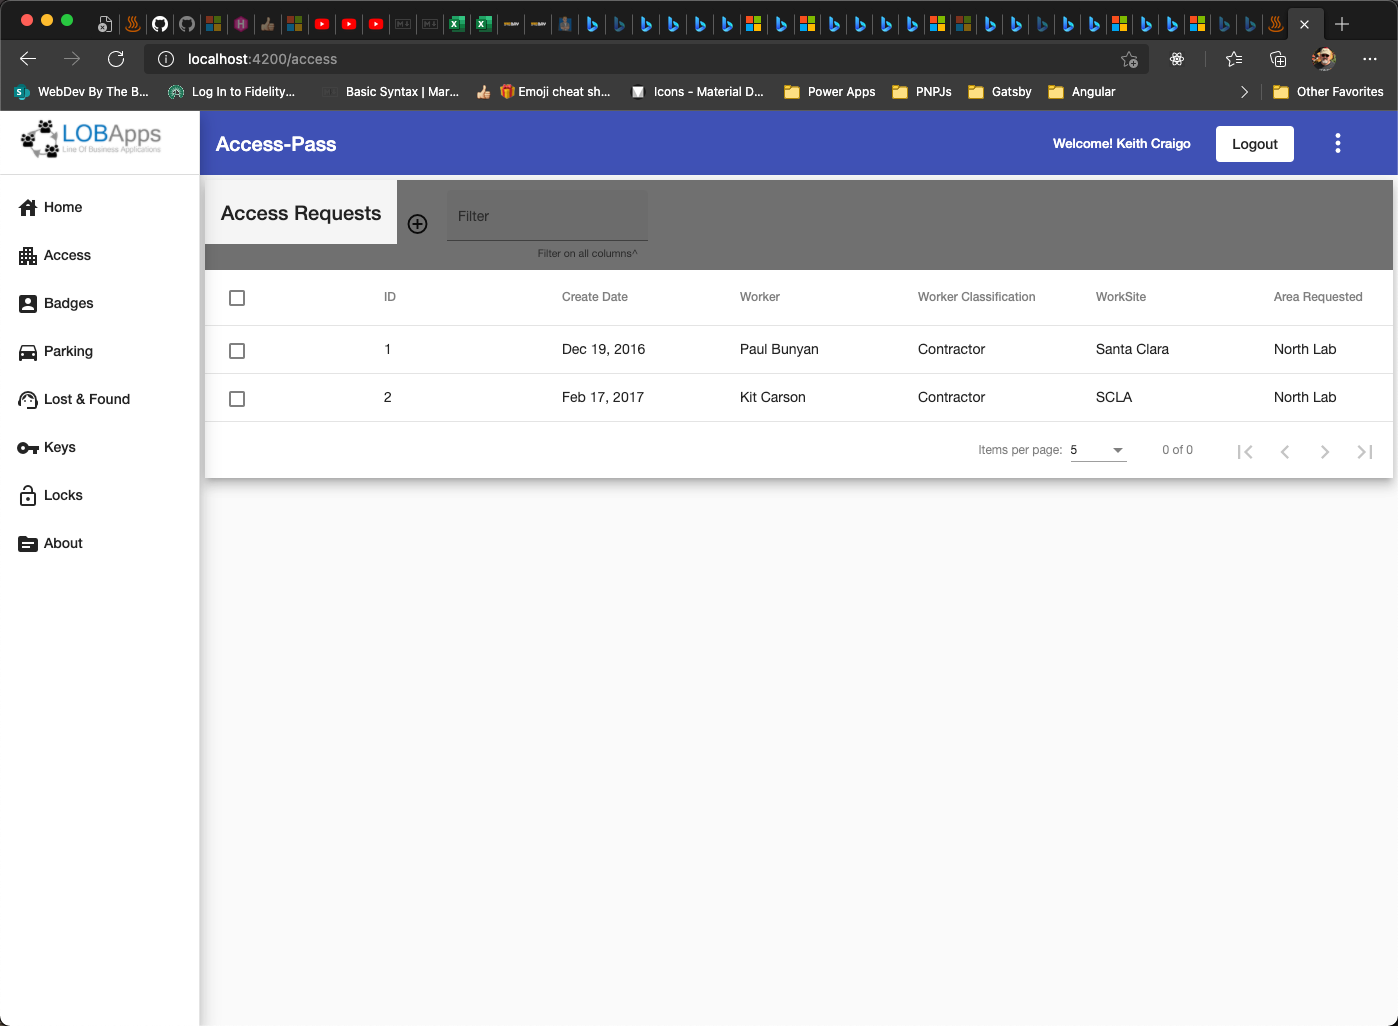 localhost:4200/access
WebDev By The B...
Log In to Fidelity...
Basic Syntax | Mar...
Emoji cheat sh...
Icons - Material D...
Power Apps
PNPJs
Gatsby
Angular
Other Favorites
LOBApps
Line Of Business Applications
Access-Pass
Welcome! Keith Craigo
Logout
Home
Access
Badges
Parking
Lost & Found
Keys
Locks
About
Access Requests
Filter
Filter on all columns^
ID Create Date Worker Worker Classification WorkSite Area Requested
1 Dec 19, 2016 Paul Bunyan Contractor Santa Clara North Lab
2 Feb 17, 2017 Kit Carson Contractor SCLA North Lab
Items per page: 5 0 of 0